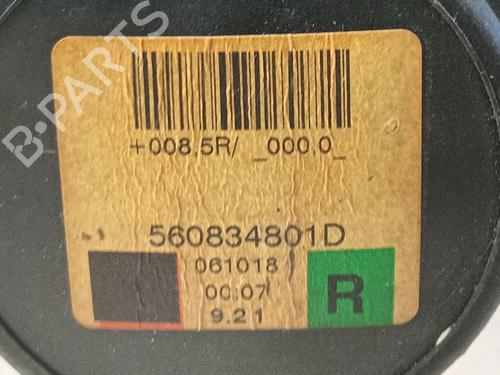 B-PARTS
+008.5R/ _000.0_
560834801D
061018
00:07
R
9.21